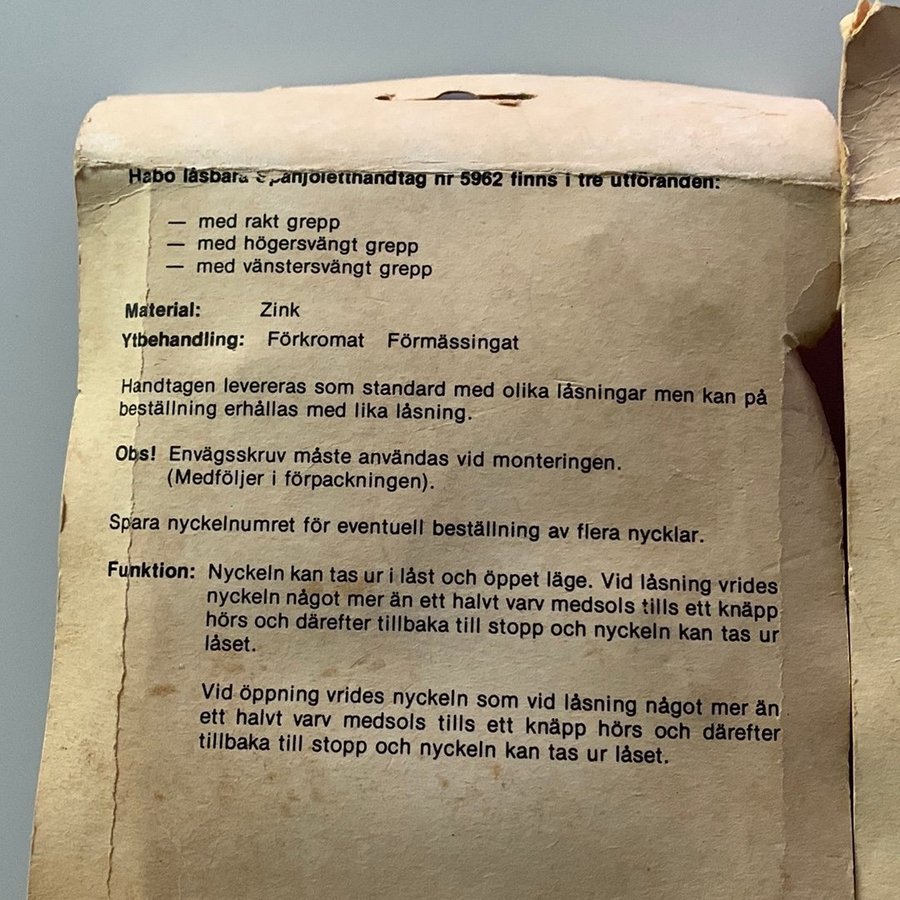 Habo låsbara Spanjoletthandtag nr 5962 finns i tre utföranden:
— med rakt grepp
— med högersvängt grepp
— med vänstersvängt grepp
Material: Zink
Ytbehandling: Förkromat Förmässingat
Handtagen levereras som standard med olika låsningar men kan på
beställning erhållas med lika låsning.
Obs! Envägsskruv måste användas vid monteringen.
(Medföljer i förpackningen).
Spara nyckelnumret för eventuell beställning av flera nycklar.
Funktion: Nyckeln kan tas ur i låst och öppet läge. Vid låsning vrides
nyckeln något mer än ett halvt varv medsols tills ett knäpp
hörs och därefter tillbaka till stopp och nyckeln kan tas ur
låset.
Vid öppning vrides nyckeln som vid låsning något mer än
ett halvt varv medsols tills ett knäpp hörs och därefter
tillbaka till stopp och nyckeln kan tas ur låset.